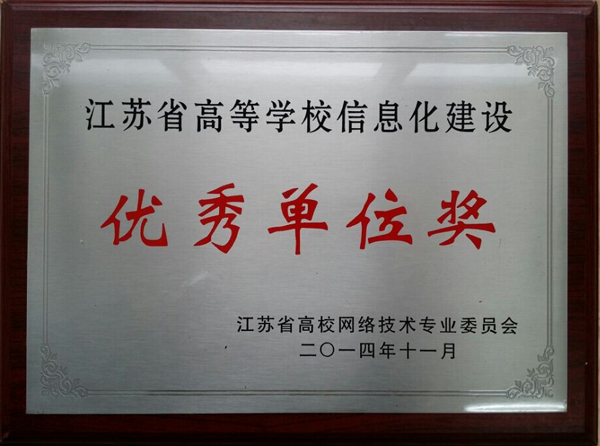 江苏省高等学校信息化建设
优秀单位奖
江苏省高校网络技术专业委员会
二〇一四年十一月